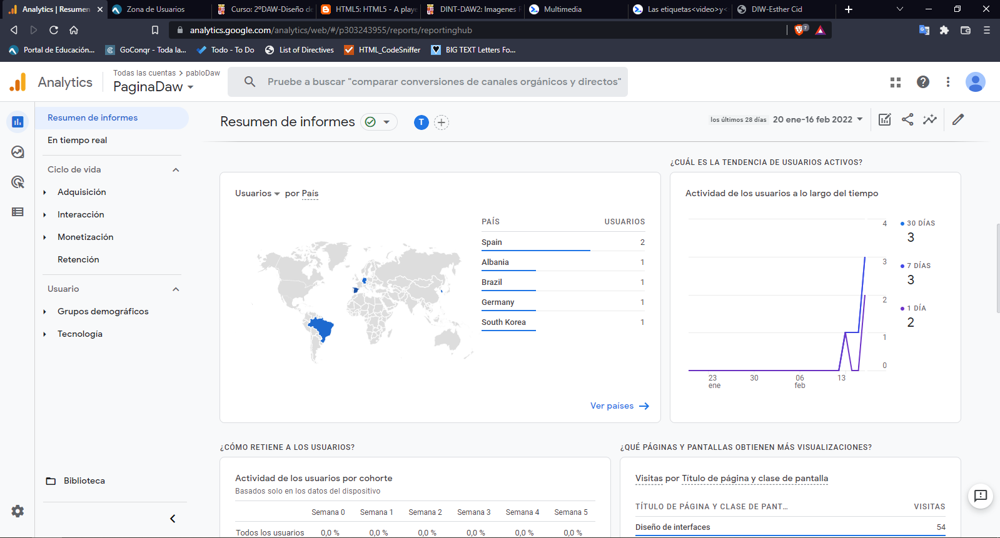 Analytics | Resumen
Zona de Usuarios
Curso: 2ºDAW-Diseño de
HTML5: HTML5 - A playe
DINT-DAW2: Imagenes
Multimedia
Las etiquetas<video>y<
DIW-Esther Cid
analytics.google.com/analytics/web/#/p303243955/reports/reportinghub
7
Portal de Educación...
GoConqr - Toda la...
Todo - To Do
List of Directives
HTML_CodeSniffer
BIG TEXT Letters Fo...
Analytics
Todas las cuentas > pabloDaw
PaginaDaw
Pruebe a buscar "comparar conversiones de canales orgánicos y directos"
Resumen de informes
En tiempo real
Ciclo de vida
Adquisición
Interacción
Monetización
Retención
Usuario
Grupos demográficos
Tecnología
Biblioteca
Resumen de informes
T
los últimos 28 días 20 ene-16 feb 2022
Usuarios por País
PAÍS USUARIOS
Spain 2
Albania 1
Brazil 1
Germany 1
South Korea 1
Ver países
¿CUÁL ES LA TENDENCIA DE USUARIOS ACTIVOS?
Actividad de los usuarios a lo largo del tiempo
4
3
2
1
0
23 ene
30
06 feb
13
30 DÍAS
3
7 DÍAS
3
1 DÍA
2
¿CÓMO RETIENE A LOS USUARIOS?
Actividad de los usuarios por cohorte
Basados solo en los datos del dispositivo
Semana 0 Semana 1 Semana 2 Semana 3 Semana 4 Semana 5
Todos los usuarios 0,0 % 0,0 % 0,0 % 0,0 % 0,0 % 0,0 %
¿QUÉ PÁGINAS Y PANTALLAS OBTIENEN MÁS VISUALIZACIONES?
Visitas por Título de página y clase de pantalla
TÍTULO DE PÁGINA Y CLASE DE PANT... VISITAS
Diseño de interfaces 54